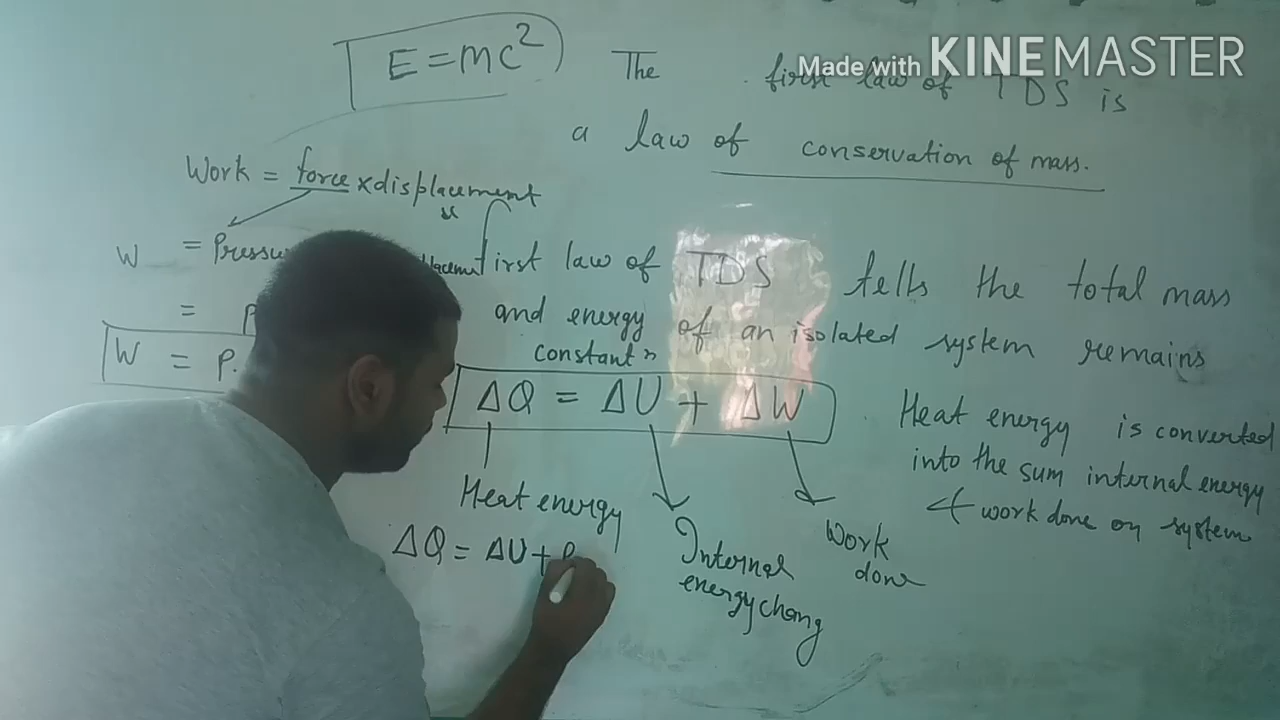 E = mc²
Made with KINEMASTER
The first law of TDS is
a law of conservation of mass.
Work = force x displacement
W = Pressu
= P
W = P.
first law of TDS tells the total mass
and energy of an isolated system remains
constant"
ΔQ = ΔU + ΔW
Heat energy is converted
into the sum internal energy
& work done on system
Heat energy
Internal
energy chang
Work
done
ΔQ = ΔU + P